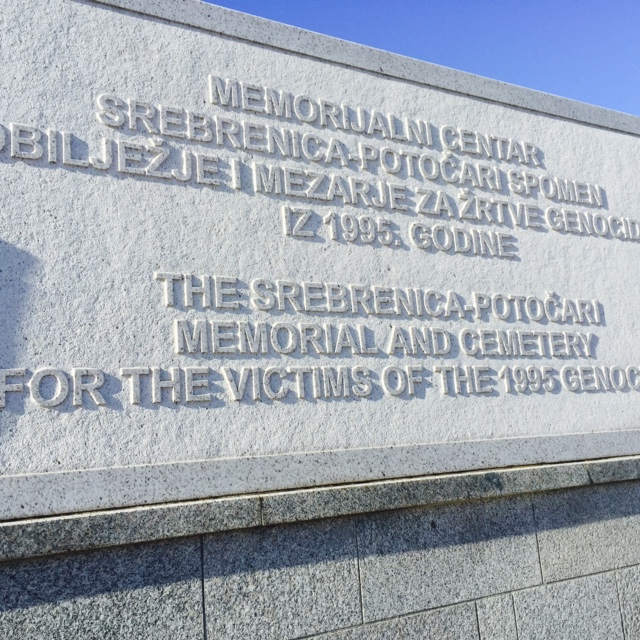 MEMORIJALNI CENTAR
SREBRENICA-POTOČARI SPOMEN
OBILJEŽJE I MEZARJE ZA ŽRTVE GENOCID
IZ 1995. GODINE
THE SREBRENICA-POTOČARI
MEMORIAL AND CEMETERY
FOR THE VICTIMS OF THE 1995 GENOC